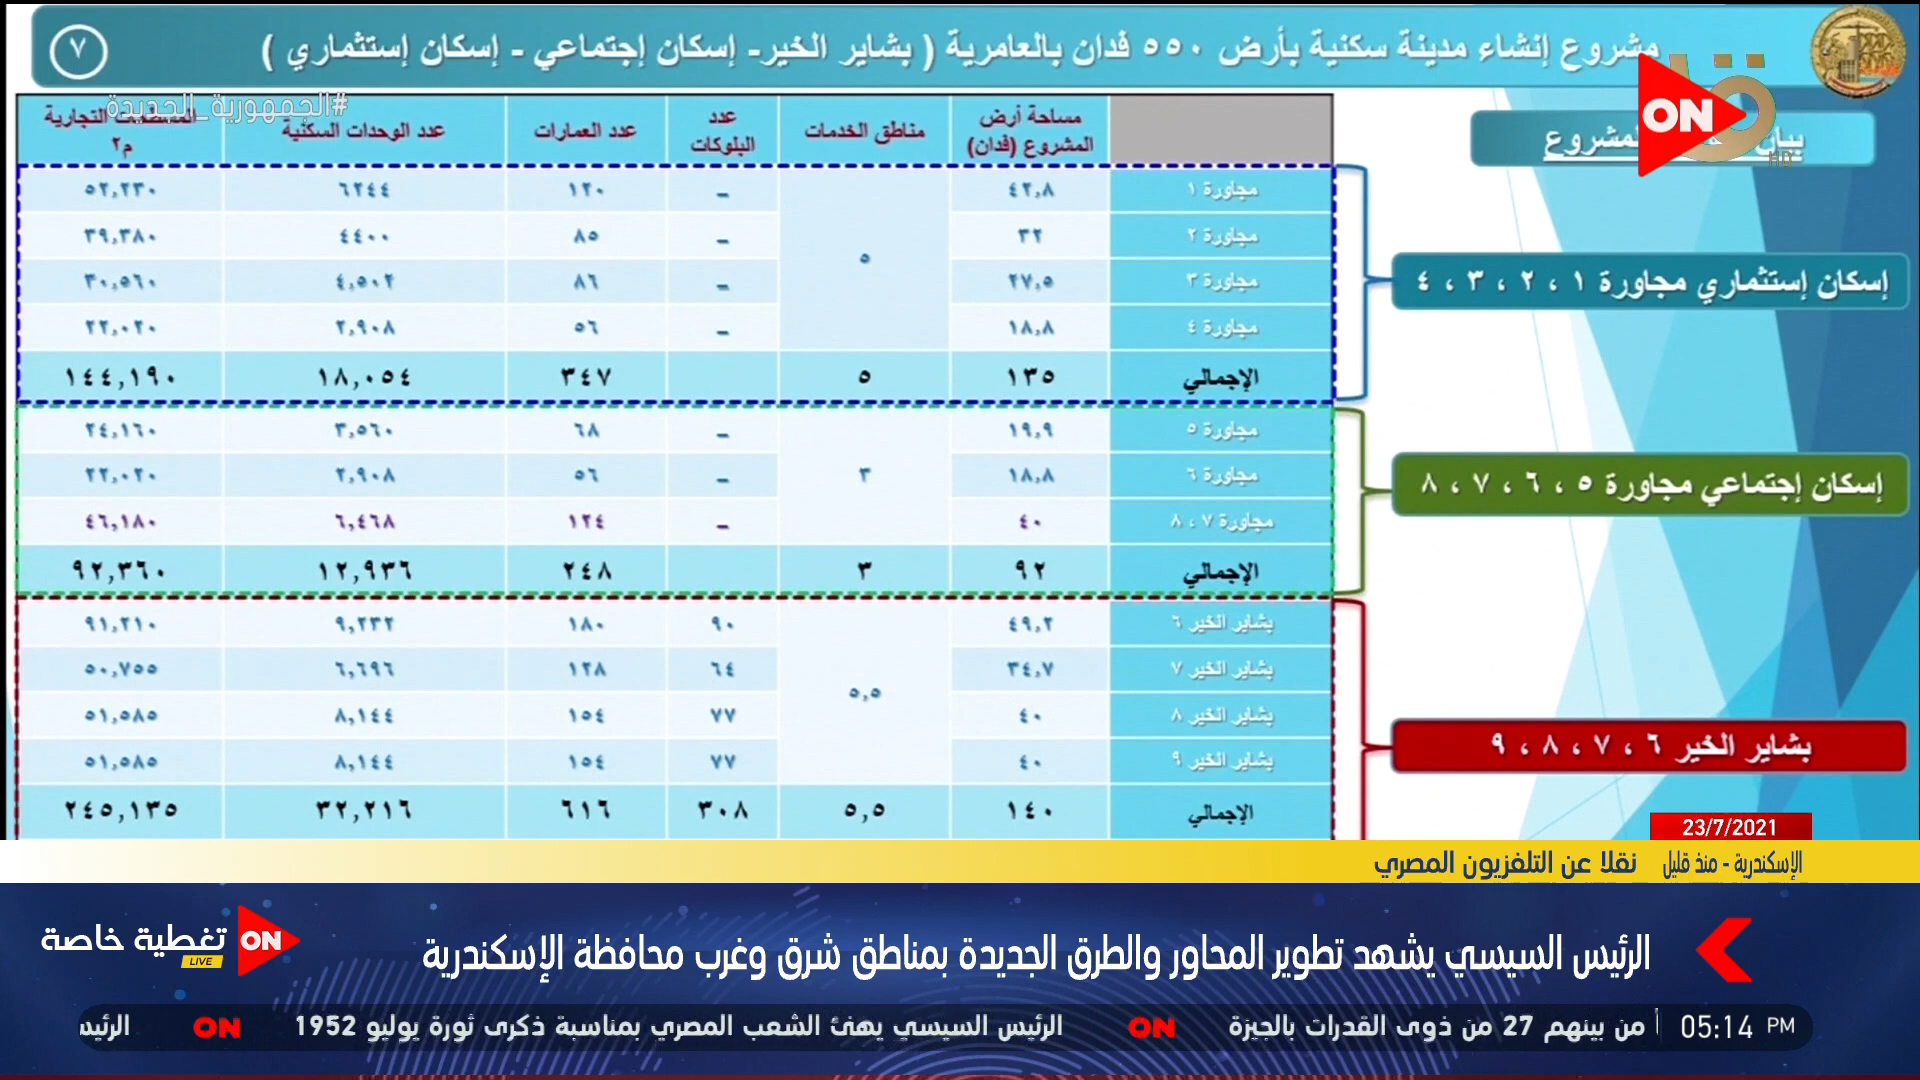 مشروع إنشاء مدينة سكنية بأرض ٥٥٠ فدان بالعامرية ( بشاير الخير- إسكان إجتماعي - إسكان إستثماري )
٧
#الجمهورية_الجديدة
ON
HD
المشروع
مساحة أرض المشروع (فدان) مناطق الخدمات عدد البلوكات عدد العمارات عدد الوحدات السكنية التجارية م٢
مجاورة ١ ٤٢,٨ ٥ – ١٢٠ ٦٢٤٤ ٥٢,٢٣٠
مجاورة ٢ ٣٢ – ٨٥ ٤٤٠٠ ٣٩,٣٨٠
مجاورة ٣ ٢٧,٥ – ٨٦ ٤,٥٠٢ ٣٠,٥٦٠
مجاورة ٤ ١٨,٨ – ٥٦ ٢,٩٠٨ ٢٢,٠٢٠
الإجمالي ١٣٥ ٥ ٣٤٧ ١٨,٠٥٤ ١٤٤,١٩٠
إسكان إستثماري مجاورة ١ ، ٢ ، ٣ ، ٤
مجاورة ٥ ١٩,٩ ٣ – ٦٨ ٣,٥٦٠ ٢٤,١٦٠
مجاورة ٦ ١٨,٨ – ٥٦ ٢,٩٠٨ ٢٢,٠٢٠
مجاورة ٧ ، ٨ ٤٠ – ١٢٤ ٦,٤٦٨ ٤٦,١٨٠
الإجمالي ٩٢ ٣ ٢٤٨ ١٢,٩٣٦ ٩٢,٣٦٠
إسكان إجتماعي مجاورة ٥ ، ٦ ، ٧ ، ٨
بشاير الخير ٦ ٤٩,٢ ٥,٥ ٩٠ ١٨٠ ٩,٢٣٢ ٩١,٢١٠
بشاير الخير ٧ ٣٤,٧ ٦٤ ١٢٨ ٦,٦٩٦ ٥٠,٧٥٥
بشاير الخير ٨ ٤٠ ٧٧ ١٥٤ ٨,١٤٤ ٥١,٥٨٥
بشاير الخير ٩ ٤٠ ٧٧ ١٥٤ ٨,١٤٤ ٥١,٥٨٥
الإجمالي ١٤٠ ٥,٥ ٣٠٨ ٦١٦ ٣٢,٢١٦ ٢٤٥,١٣٥
بشاير الخير ٦ ، ٧ ، ٨ ، ٩
23/7/2021
الإسكندرية - منذ قليل نقلا عن التلفزيون المصري
الرئيس السيسي يشهد تطوير المحاور والطرق الجديدة بمناطق شرق وغرب محافظة الإسكندرية
ON تغطية خاصة
LIVE
05:14 PM
من بينهم 27 من ذوى القدرات بالجيزة ON الرئيس السيسي يهنئ الشعب المصري بمناسبة ذكرى ثورة يوليو 1952 ON